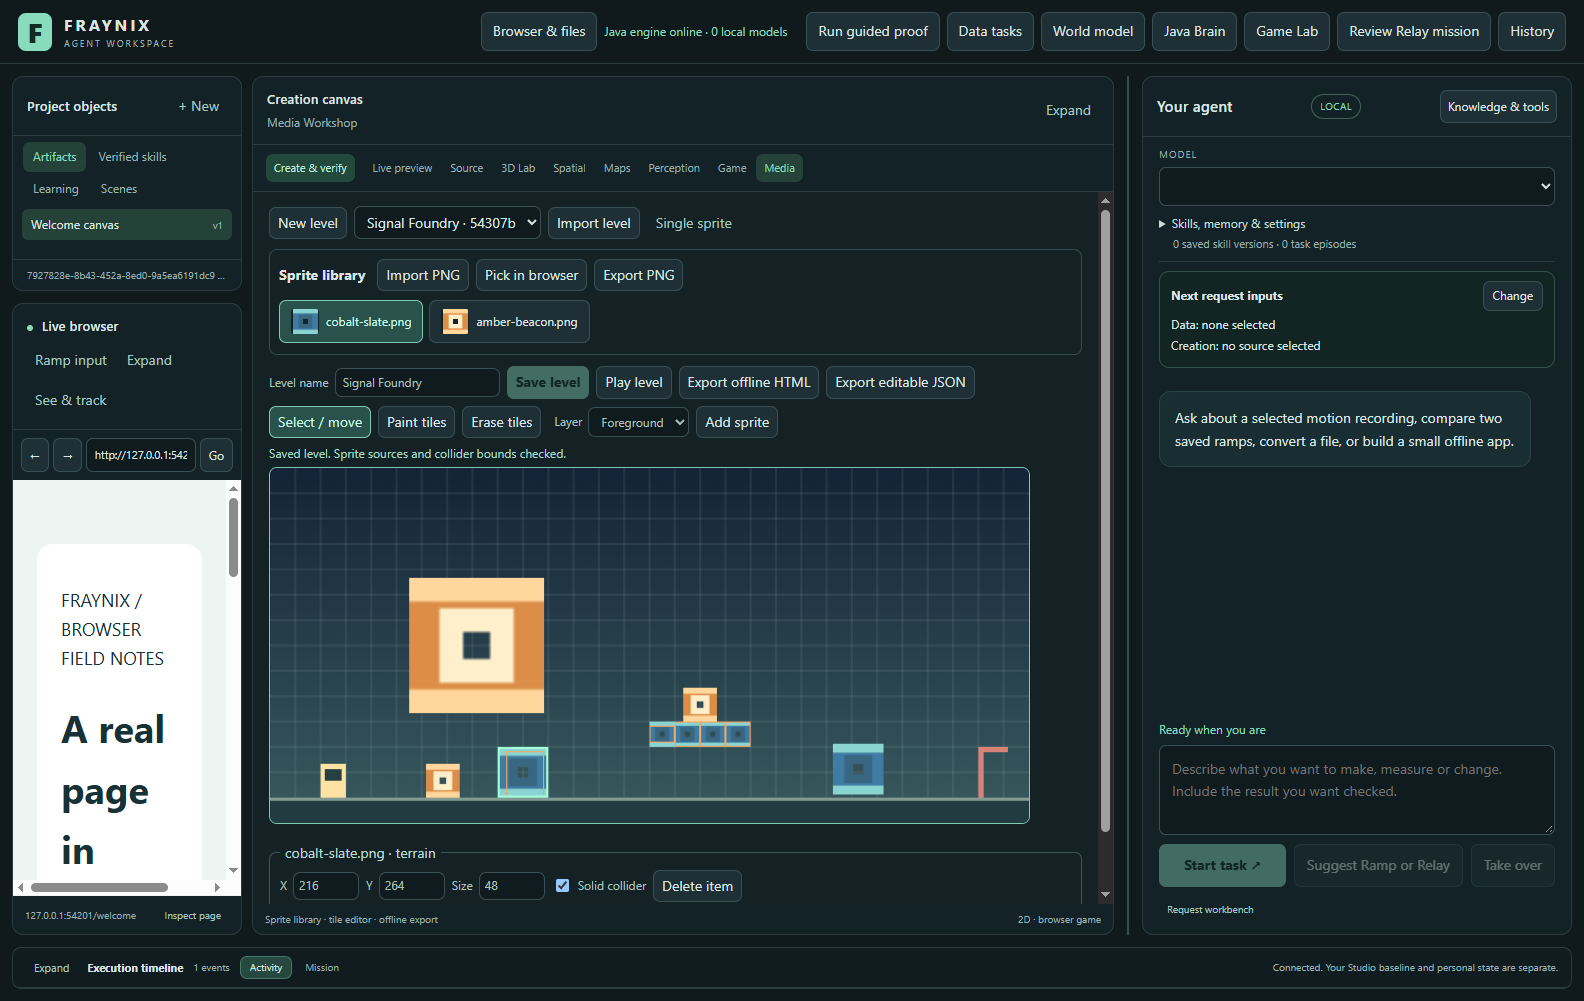 F
FRAYNIX
AGENT WORKSPACE
Browser & files
Java engine online · 0 local models
Run guided proof
Data tasks
World model
Java Brain
Game Lab
Review Relay mission
History
Project objects
+ New
Artifacts
Verified skills
Learning
Scenes
Welcome canvas
v1
7927828e-8b43-452a-8ed0-9a5ea6191dc9 ...
Live browser
Ramp input
Expand
See & track
←
→
http://127.0.0.1:542
Go
FRAYNIX /
BROWSER
FIELD NOTES
A real
page
in
127.0.0.1:54201/welcome
Inspect page
Creation canvas
Media Workshop
Expand
Create & verify
Live preview
Source
3D Lab
Spatial
Maps
Perception
Game
Media
New level
Signal Foundry · 54307b
Import level
Single sprite
Sprite library
Import PNG
Pick in browser
Export PNG
cobalt-slate.png
amber-beacon.png
Level name
Signal Foundry
Save level
Play level
Export offline HTML
Export editable JSON
Select / move
Paint tiles
Erase tiles
Layer
Foreground
Add sprite
Saved level. Sprite sources and collider bounds checked.
cobalt-slate.png · terrain
X
216
Y
264
Size
48
Solid collider
Delete item
Sprite library · tile editor · offline export
2D · browser game
Your agent
LOCAL
Knowledge & tools
MODEL
Skills, memory & settings
0 saved skill versions · 0 task episodes
Next request inputs
Change
Data: none selected
Creation: no source selected
Ask about a selected motion recording, compare two
saved ramps, convert a file, or build a small offline app.
Ready when you are
Describe what you want to make, measure or change.
Include the result you want checked.
Start task ↗
Suggest Ramp or Relay
Take over
Request workbench
Expand
Execution timeline
1 events
Activity
Mission
Connected. Your Studio baseline and personal state are separate.